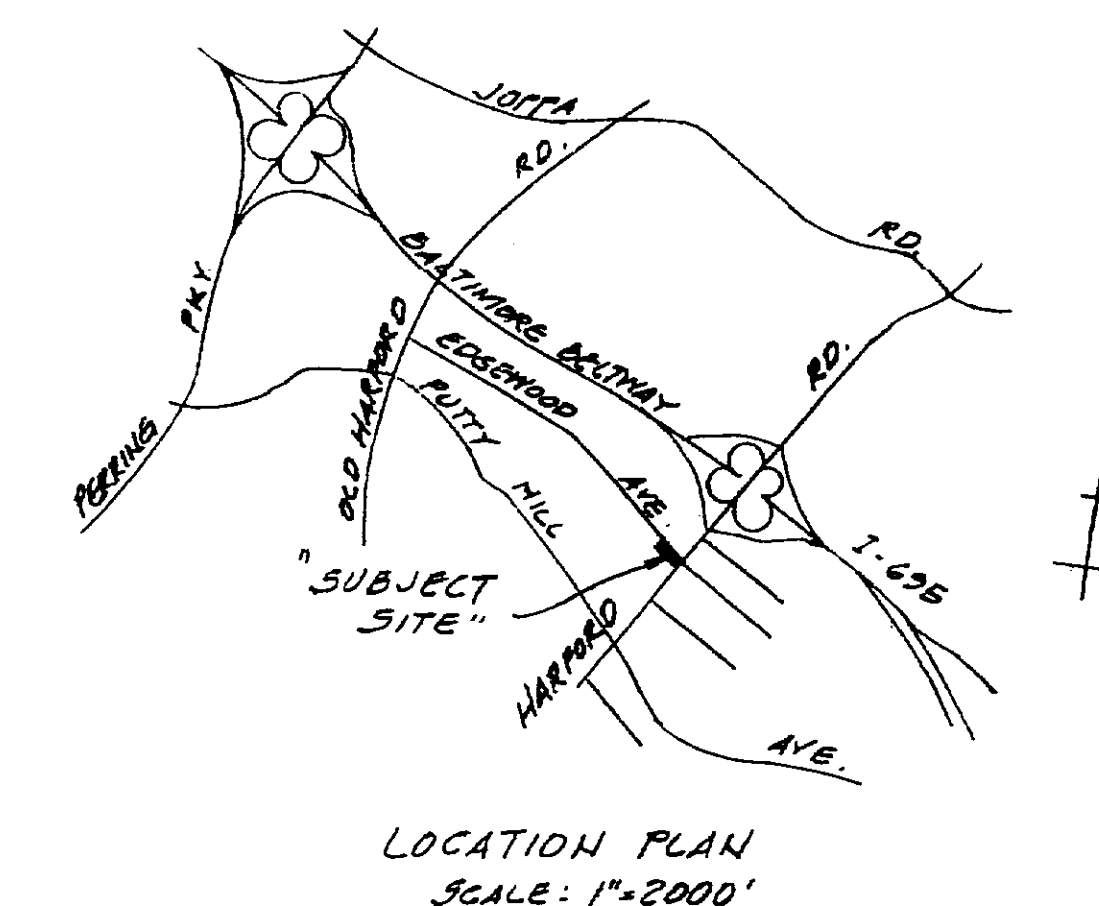 JOPPA
RD.
RD.
BALTIMORE BELTWAY
PKY.
OLD HARFORD
EDGEWOOD
AVE.
RD.
PUTTY
MILL
PERRING
I-695
"SUBJECT
SITE"
HARFORD
AVE.
LOCATION PLAN
SCALE: 1"=2000'